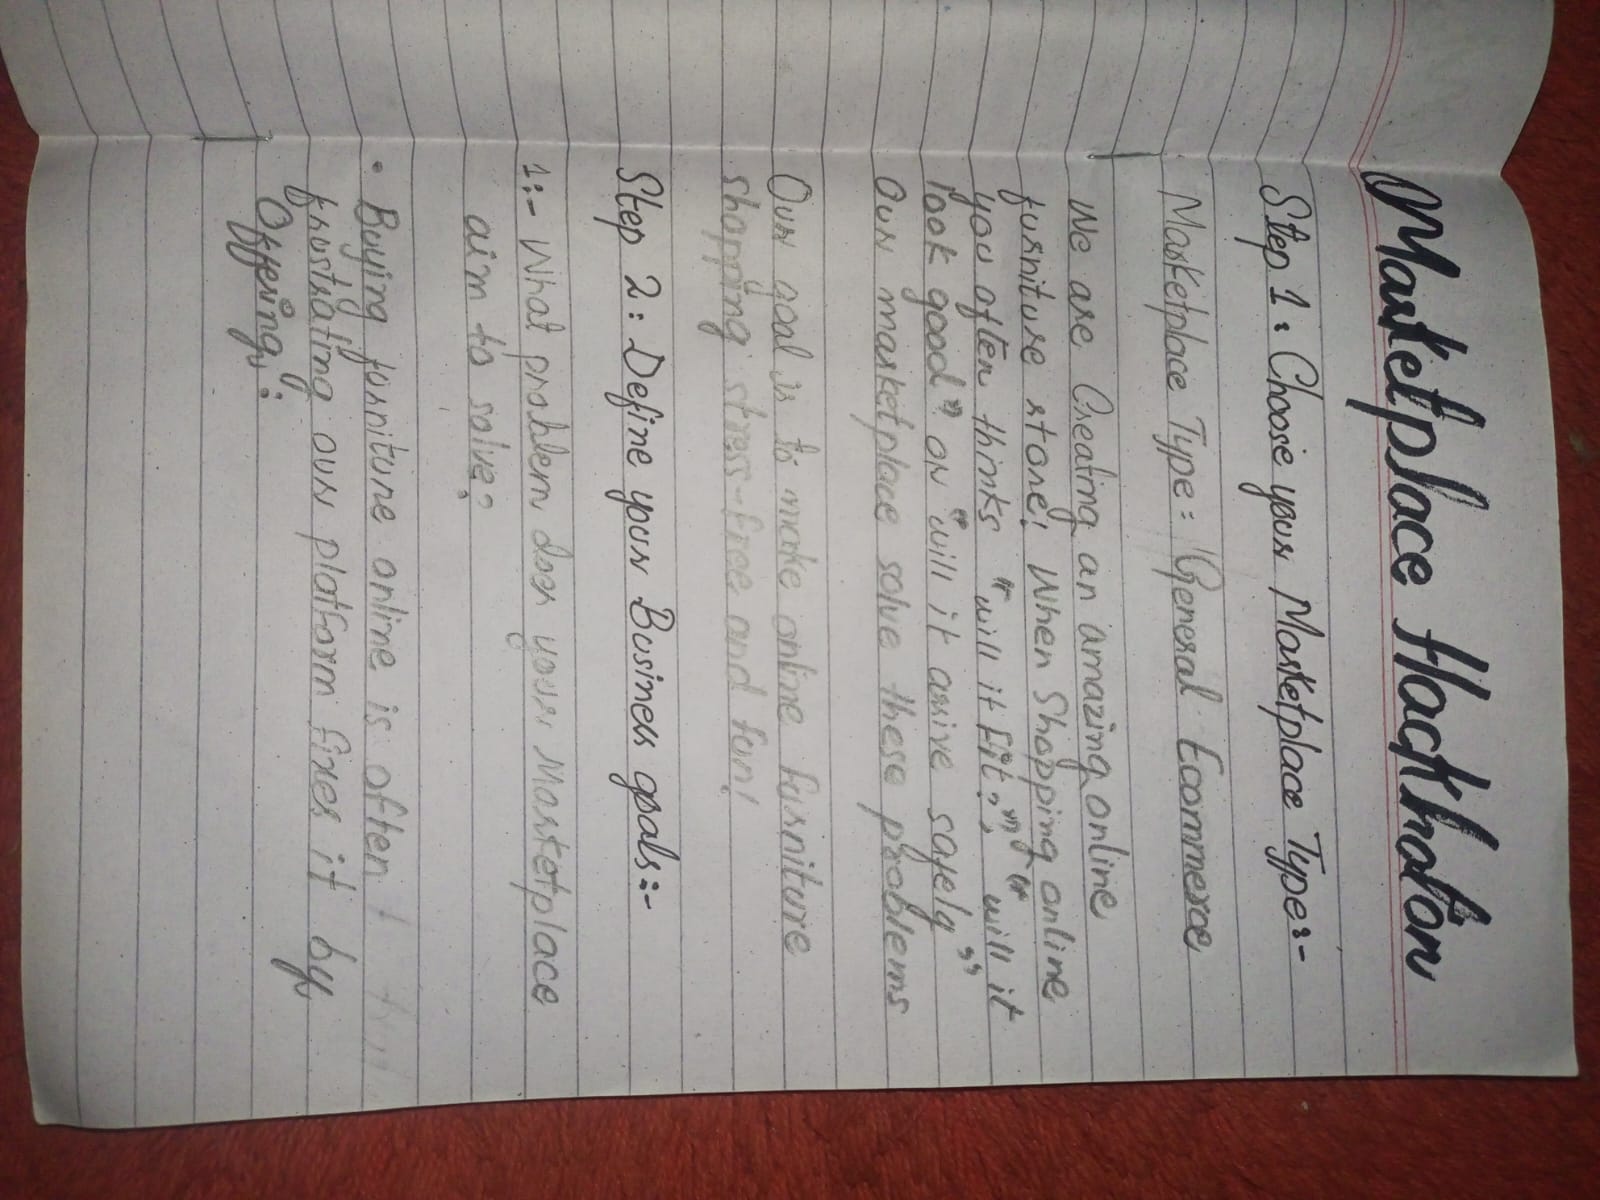 Marketplace Hackthaton
Step 1: Choose your Marketplace Type:-
Marketplace Type: General Ecommerce
We are Creating an amazing online
furniture store! When Shopping online
you often thinks "will it fit?", "will it
look good" or "will it arrive safely"
Our marketplace solve these problems
Our goal is to make online furniture
shopping stress-free and fun!
Step 2: Define your Business goals:-
1:- What problem does your Marketplace
aim to solve?
• Buying furniture online is often
frustrating our platform fixes it by
Offering: